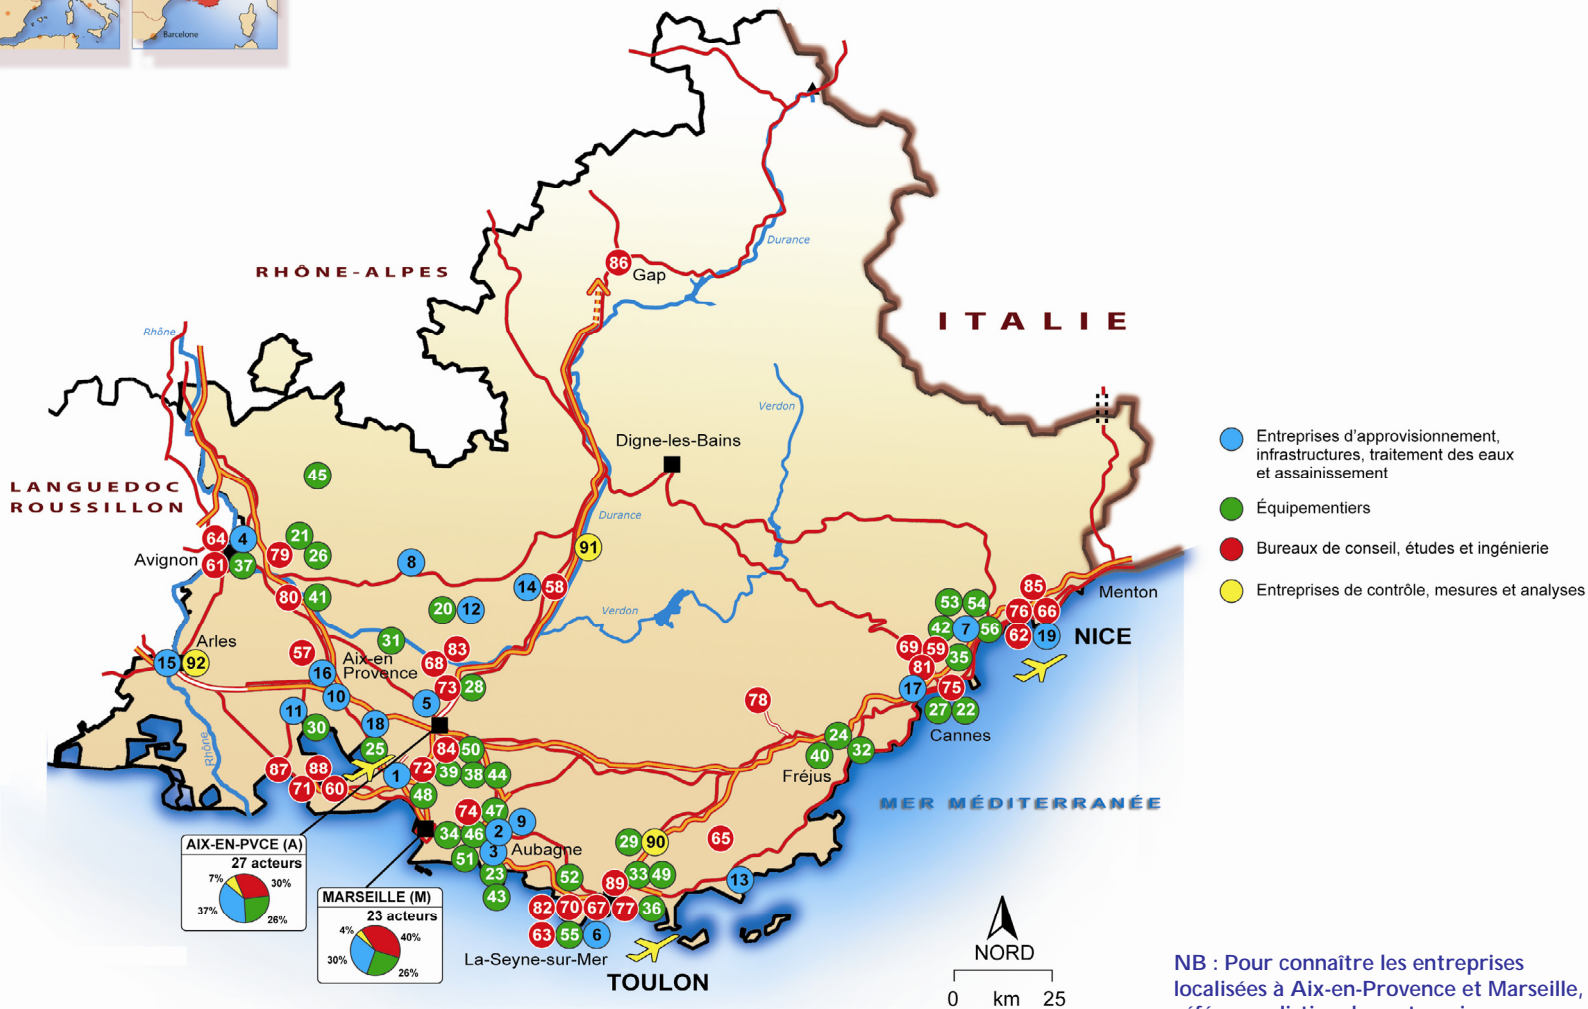 Barcelone
RHÔNE-ALPES
Rhône
Durance
86
Gap
ITALIE
Verdon
Digne-les-Bains
Entreprises d'approvisionnement,
infrastructures, traitement des eaux
et assainissement
Équipementiers
Bureaux de conseil, études et ingénierie
Entreprises de contrôle, mesures et analyses
LANGUEDOC
ROUSSILLON
45
Durance
64 4 21
79 26
Avignon
61 37
91
8
80 41
14 58
20 12
Verdon
85
Menton
53 54
76 66
42 7 56
62 19
NICE
Arles
31
15 92
57
Aix-en
Provence
83
68
69 59
35
81
16
73 28
10
5
17 75
78
11
30
18
27 22
Cannes
Rhône
25
84 50
24
32
40
Fréjus
87 88
71 60
1 72 39 38 44
48
MER MÉDITERRANÉE
74 47
9
34 46 2
3
Aubagne
51
23
43
29 90
65
52
89
33 49
13
82 70 67 77 36
63 55 6
La-Seyne-sur-Mer
TOULON
AIX-EN-PVCE (A)
27 acteurs
7%
30%
37%
26%
MARSEILLE (M)
23 acteurs
4%
40%
30%
26%
NORD
0 km 25
NB : Pour connaître les entreprises
localisées à Aix-en-Provence et Marseille,